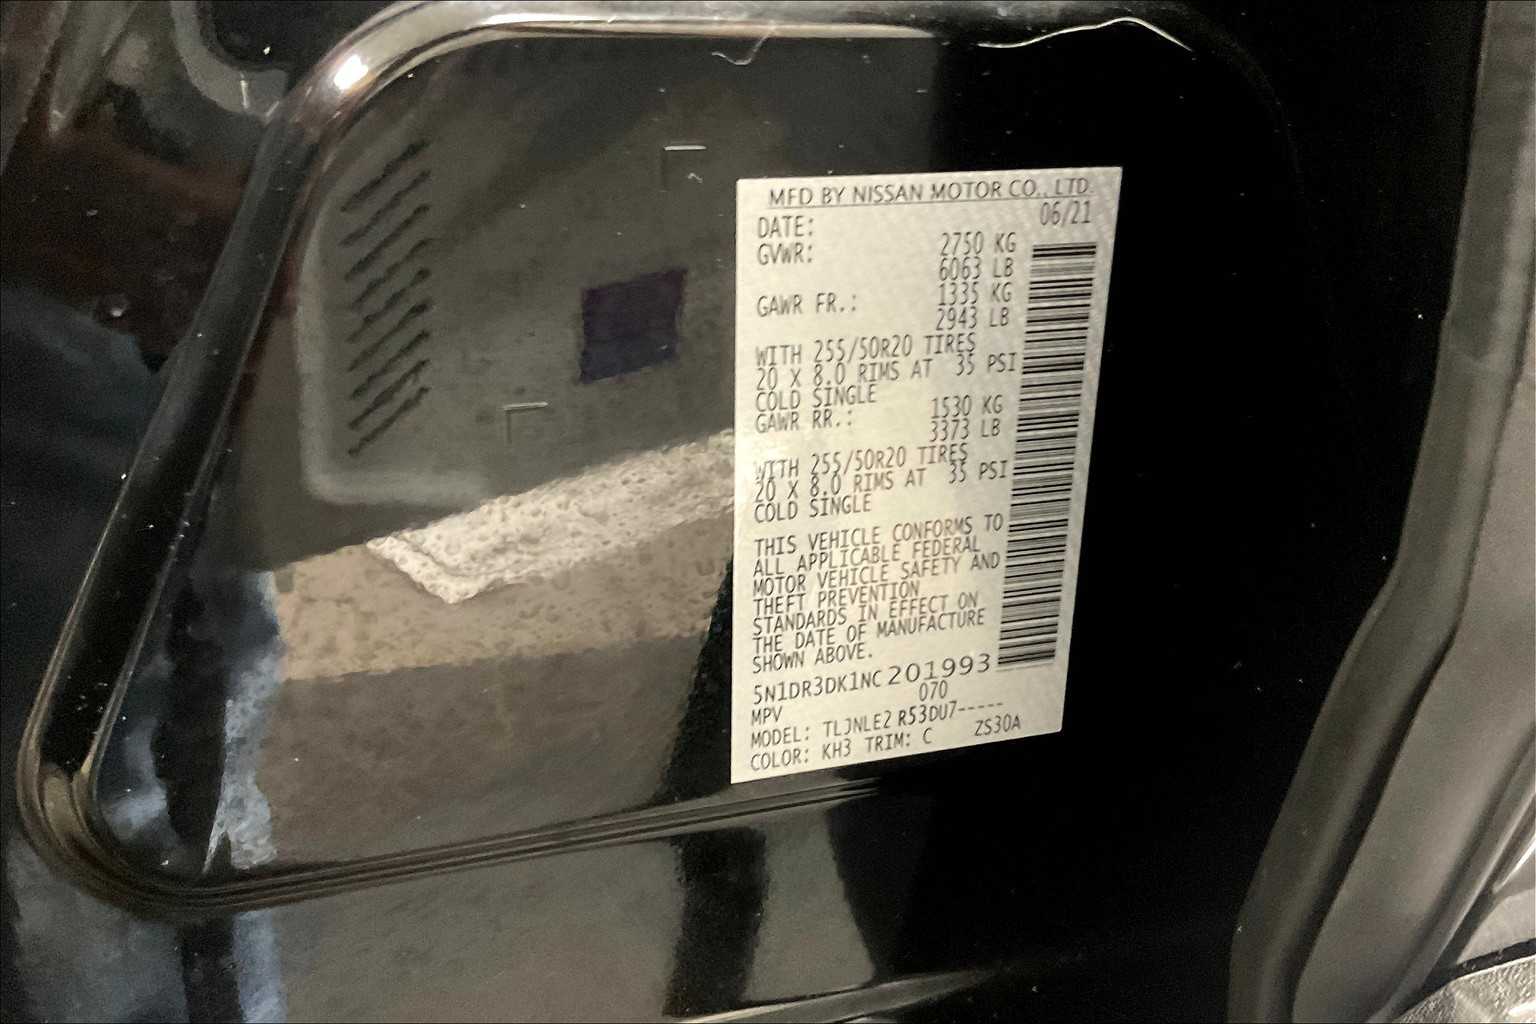 MFD BY NISSAN MOTOR CO., LTD.
DATE: 06/21
GVWR: 2750 KG
6063 LB
GAWR FR.: 1335 KG
2943 LB
WITH 255/50R20 TIRES
20 X 8.0 RIMS AT 35 PSI
COLD SINGLE
GAWR RR.: 1530 KG
3373 LB
WITH 255/50R20 TIRES
20 X 8.0 RIMS AT 35 PSI
COLD SINGLE
THIS VEHICLE CONFORMS TO
ALL APPLICABLE FEDERAL
MOTOR VEHICLE SAFETY AND
THEFT PREVENTION
STANDARDS IN EFFECT ON
THE DATE OF MANUFACTURE
SHOWN ABOVE.
5N1DR3DK1NC201993
070
MPV
MODEL: TLJNLE2 R53DU7-----
COLOR: KH3 TRIM: C ZS30A